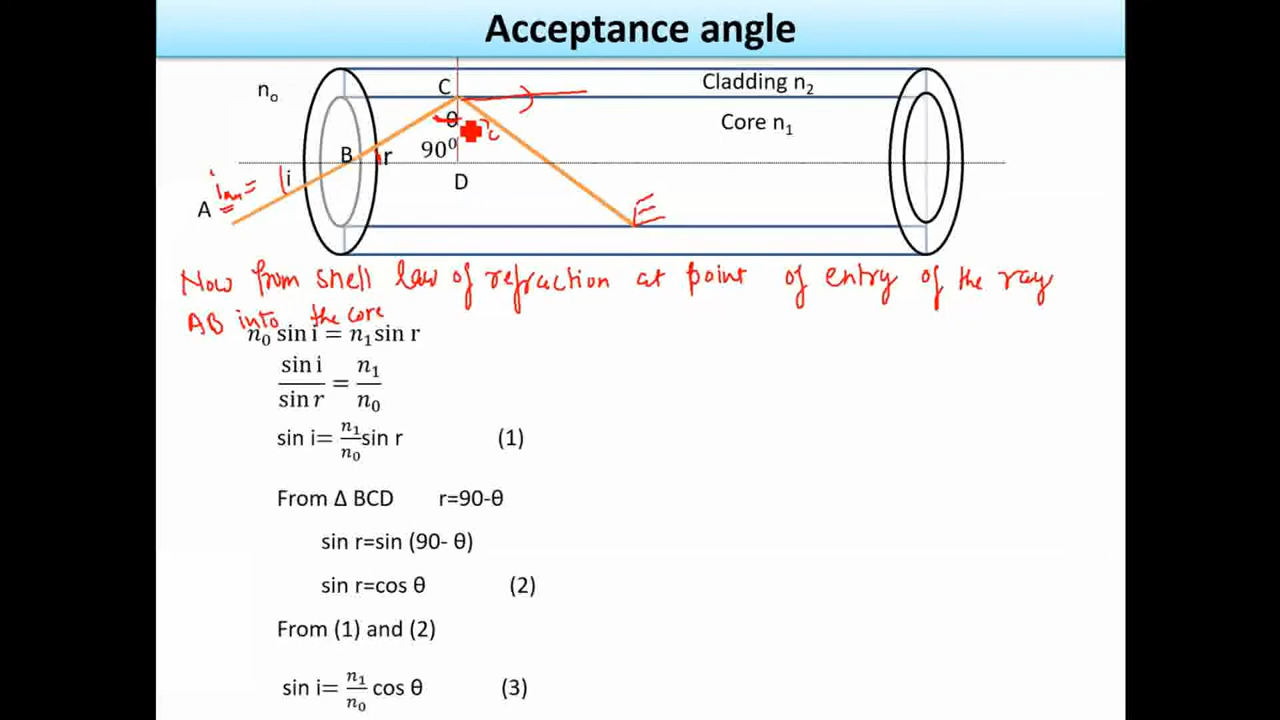 Acceptance angle
n₀
C
Cladding n₂
θ
Core n₁
B
r
90⁰
i
D
A
E
Now from shell law of refraction at point of entry of the ray
AB into the core
n₀ sin i = n₁ sin r
sin i / sin r = n₁ / n₀
sin i= n₁/n₀ sin r (1)
From Δ BCD r=90-θ
sin r=sin (90- θ)
sin r=cos θ (2)
From (1) and (2)
sin i= n₁/n₀ cos θ (3)